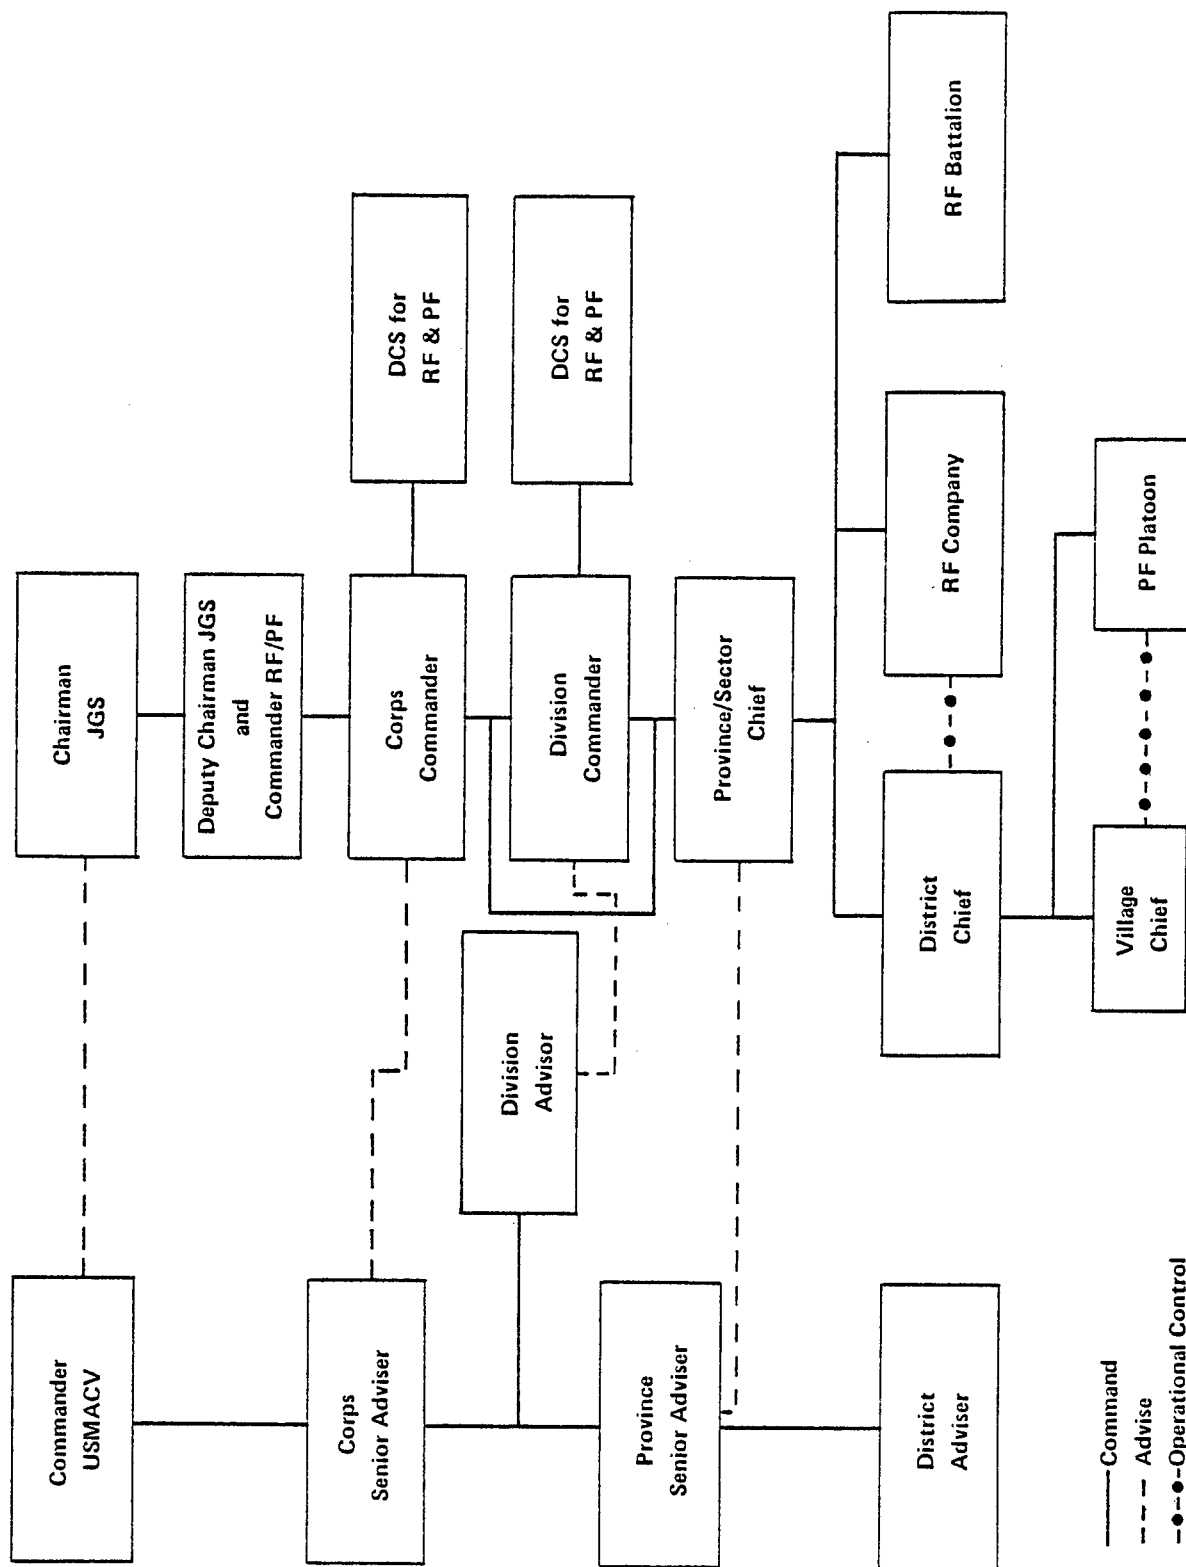 Commander
USMACV
Chairman
JGS
Deputy Chairman JGS
and
Commander RF/PF
Corps
Senior Adviser
Corps
Commander
DCS for
RF & PF
Division
Advisor
Division
Commander
DCS for
RF & PF
Province
Senior Adviser
Province/Sector
Chief
District
Adviser
District
Chief
RF Company
RF Battalion
Village
Chief
PF Platoon
Command
Advise
Operational Control